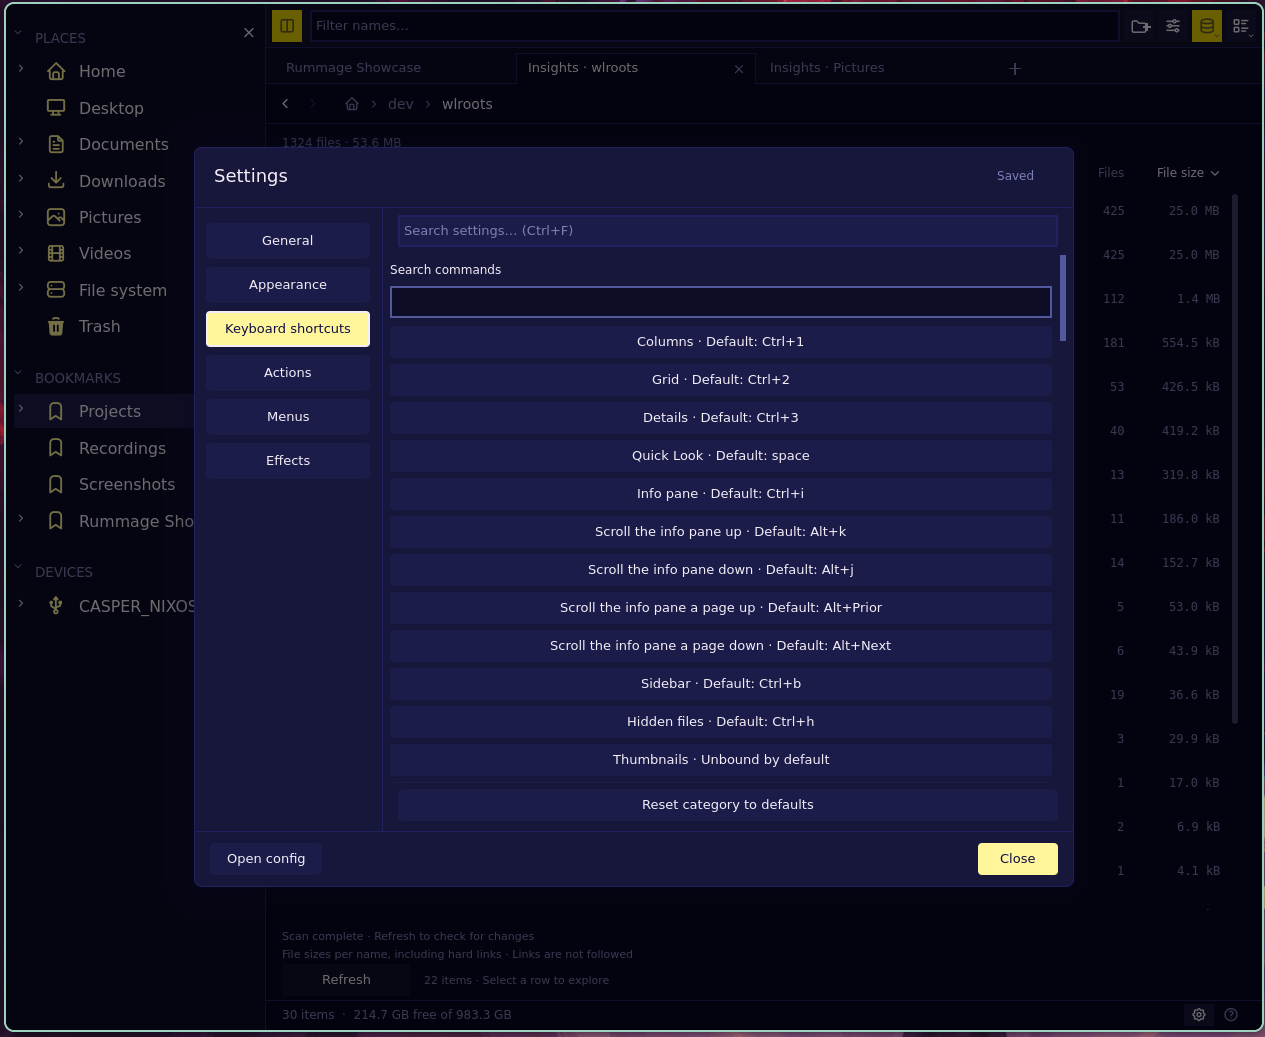 PLACES
Home
Desktop
Documents
Downloads
Pictures
Videos
File system
Trash
BOOKMARKS
Projects
Recordings
Screenshots
Rummage Sho
DEVICES
CASPER_NIXOS
Filter names...
Rummage Showcase
Insights · wlroots
Insights · Pictures
dev › wlroots
1324 files · 53.6 MB
Files File size
425 25.0 MB
425 25.0 MB
112 1.4 MB
181 554.5 kB
53 426.5 kB
40 419.2 kB
13 319.8 kB
11 186.0 kB
14 152.7 kB
5 53.0 kB
6 43.9 kB
19 36.6 kB
3 29.9 kB
1 17.0 kB
2 6.9 kB
1 4.1 kB
Settings
Saved
General
Appearance
Keyboard shortcuts
Actions
Menus
Effects
Search settings... (Ctrl+F)
Search commands
Columns · Default: Ctrl+1
Grid · Default: Ctrl+2
Details · Default: Ctrl+3
Quick Look · Default: space
Info pane · Default: Ctrl+i
Scroll the info pane up · Default: Alt+k
Scroll the info pane down · Default: Alt+j
Scroll the info pane a page up · Default: Alt+Prior
Scroll the info pane a page down · Default: Alt+Next
Sidebar · Default: Ctrl+b
Hidden files · Default: Ctrl+h
Thumbnails · Unbound by default
Reset category to defaults
Open config
Close
Scan complete · Refresh to check for changes
File sizes per name, including hard links · Links are not followed
Refresh
22 items · Select a row to explore
30 items · 214.7 GB free of 983.3 GB